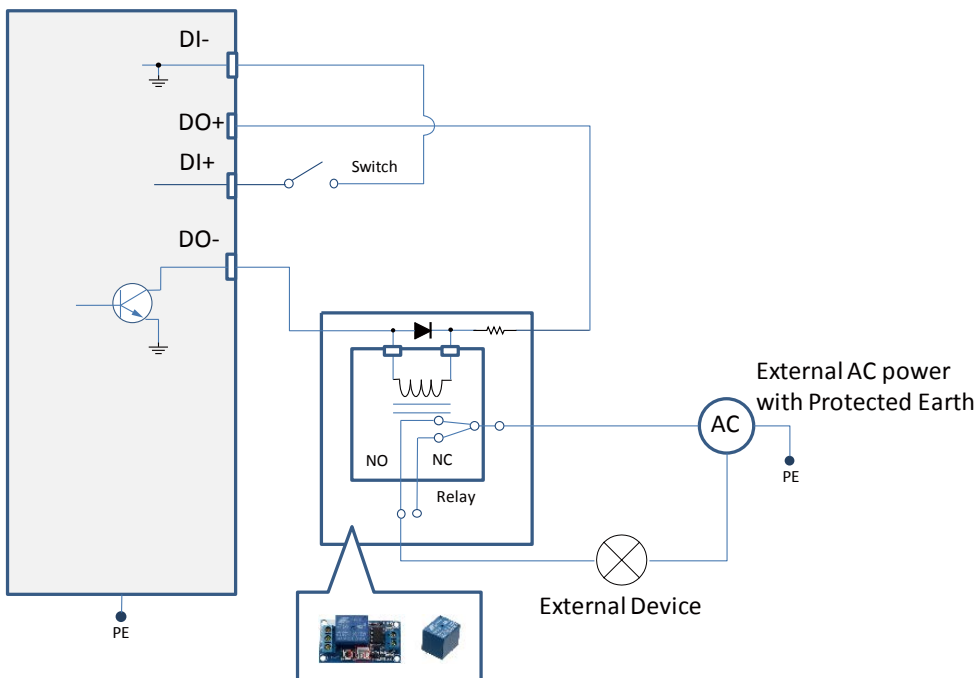 DI-
DO+
DI+
Switch
DO-
External AC power
with Protected Earth
AC
NO
NC
PE
Relay
External Device
PE